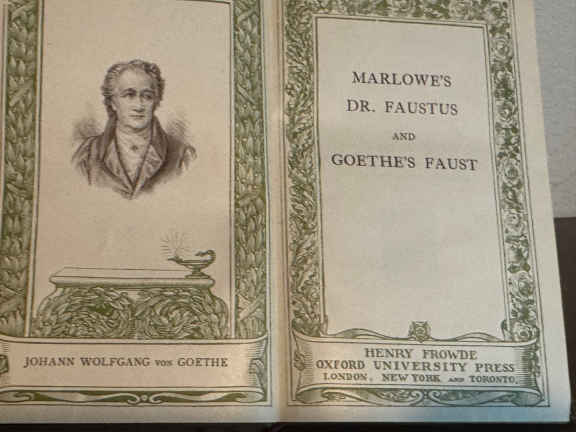 JOHANN WOLFGANG VON GOETHE
MARLOWE'S
DR. FAUSTUS
AND
GOETHE'S FAUST
HENRY FROWDE
OXFORD UNIVERSITY PRESS
LONDON, NEW YORK AND TORONTO.